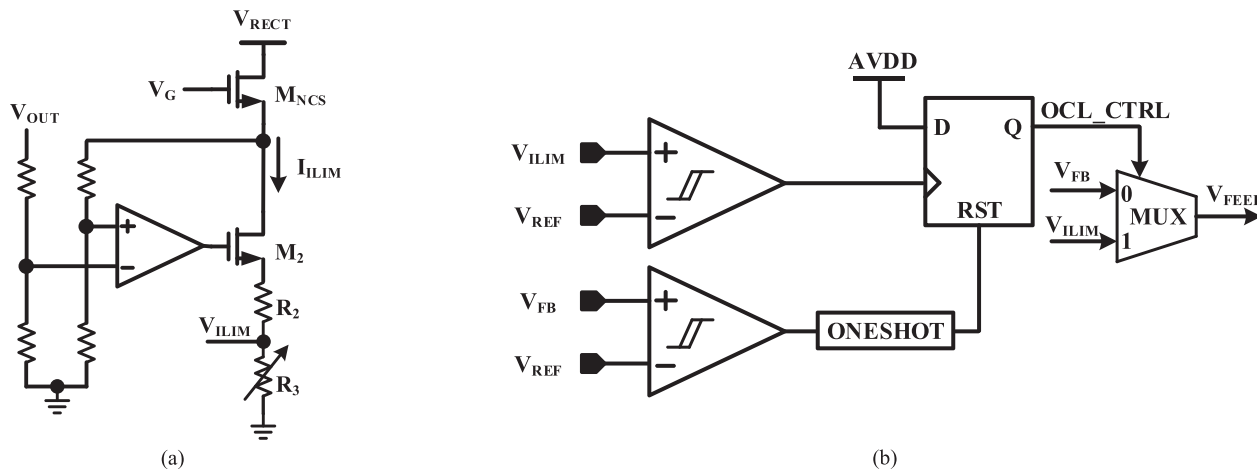 V_RECT
V_G
M_NCS
V_OUT
I_ILIM
+
−
M_2
R_2
V_ILIM
R_3
(a)
AVDD
D
Q
OCL_CTRL
RST
V_ILIM
+
V_REF
−
V_FB
0
V_ILIM
1
MUX
V_FB
+
V_REF
−
ONESHOT
(b)